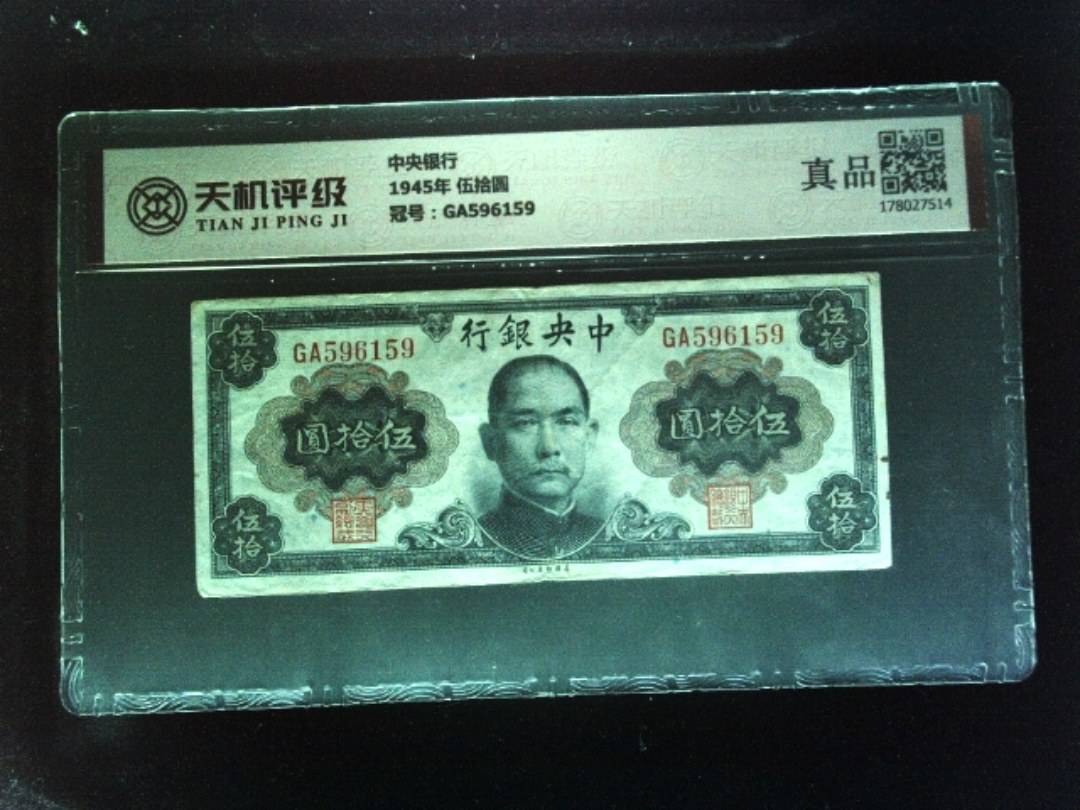 天机评级
TIAN JI PING JI
中央银行
1945年 伍拾圆
冠号：GA596159
真品
178027514
伍拾
行銀央中
伍拾
GA596159
GA596159
圓拾伍
圓拾伍
伍拾
伍拾